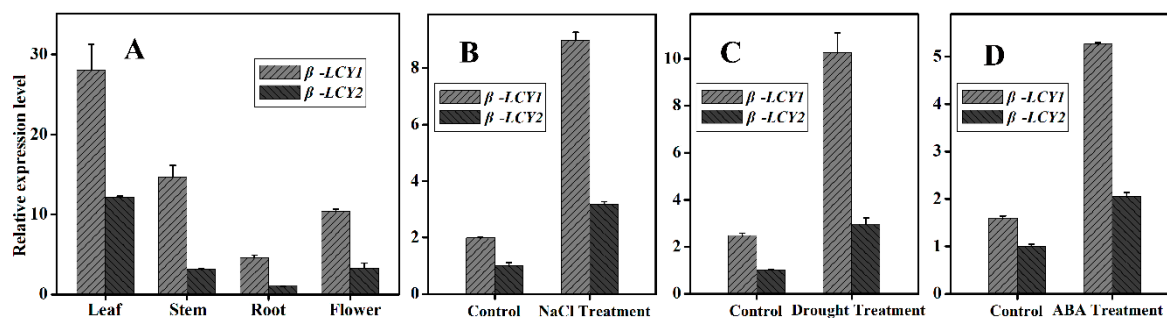 Relative expression level
A
β -LCY1
β -LCY2
30
20
10
0
Leaf
Stem
Root
Flower
B
β -LCY1
β -LCY2
8
6
4
2
0
Control
NaCl Treatment
C
β -LCY1
β -LCY2
10
8
6
4
2
0
Control
Drought Treatment
D
β -LCY1
β -LCY2
5
4
3
2
1
0
Control
ABA Treatment